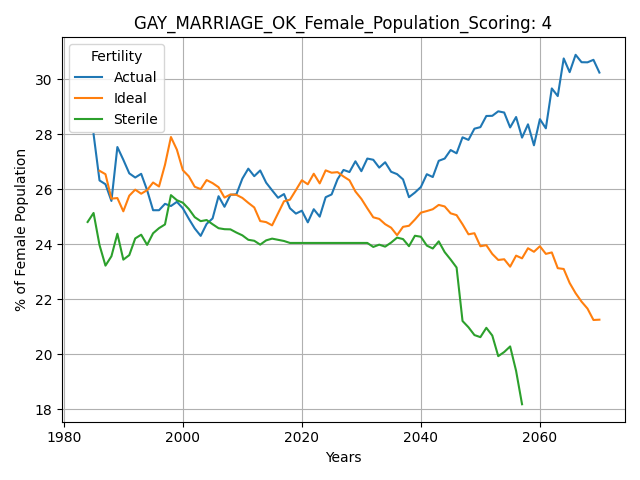 GAY_MARRIAGE_OK_Female_Population_Scoring: 4
Fertility
Actual
Ideal
Sterile
% of Female Population
30
28
26
24
22
20
18
1980
2000
2020
2040
2060
Years